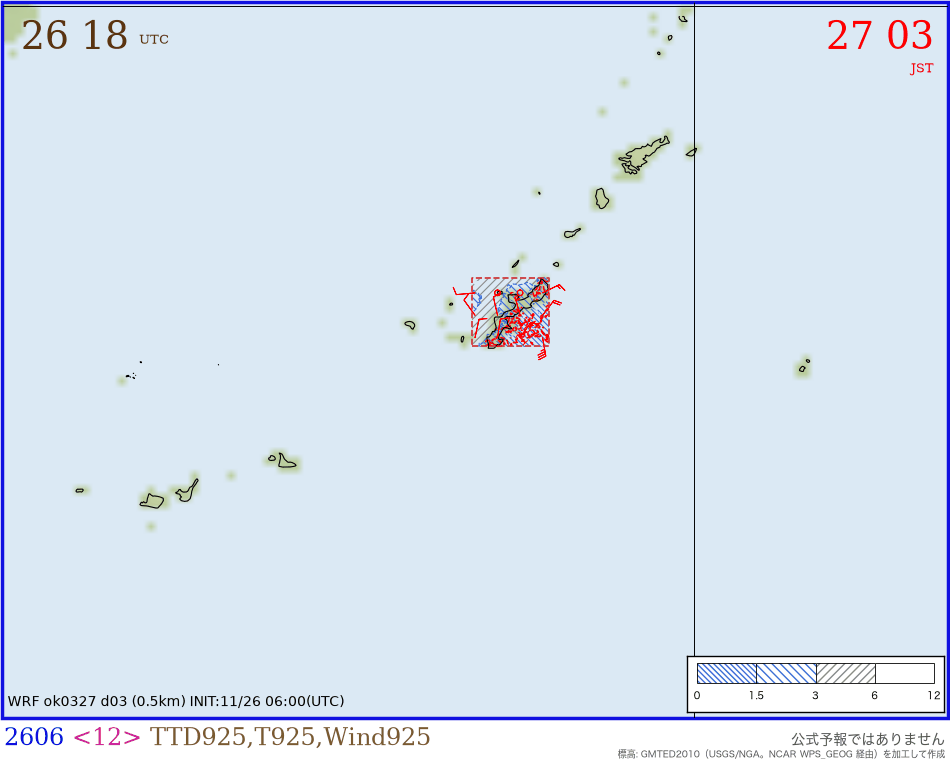 26 18 UTC
27 03
JST
WRF ok0327 d03 (0.5km) INIT:11/26 06:00(UTC)
0 1.5 3 6 12
2606 <12> TTD925,T925,Wind925
公式予報ではありません
標高: GMTED2010（USGS/NGA。NCAR WPS_GEOG 経由）を加工して作成